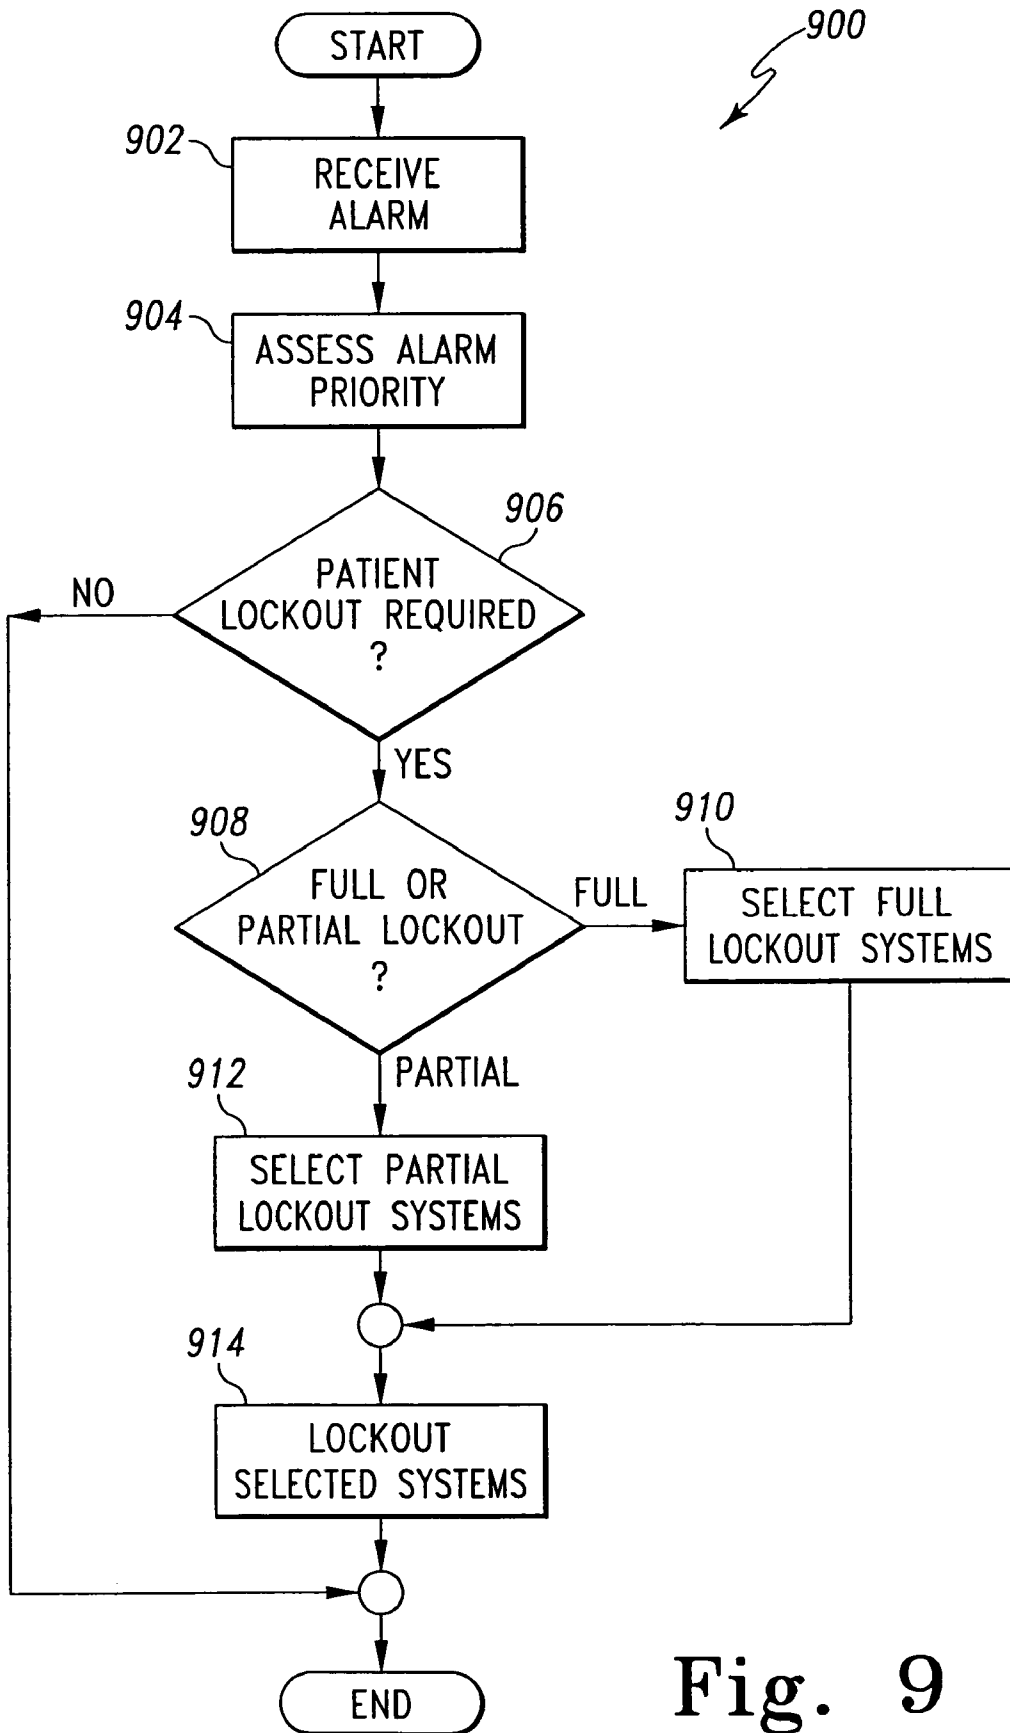 START
900
902
RECEIVE
ALARM
904
ASSESS ALARM
PRIORITY
906
PATIENT
LOCKOUT REQUIRED
?
NO
YES
908
FULL OR
PARTIAL LOCKOUT
?
FULL
910
SELECT FULL
LOCKOUT SYSTEMS
PARTIAL
912
SELECT PARTIAL
LOCKOUT SYSTEMS
914
LOCKOUT
SELECTED SYSTEMS
END
Fig. 9